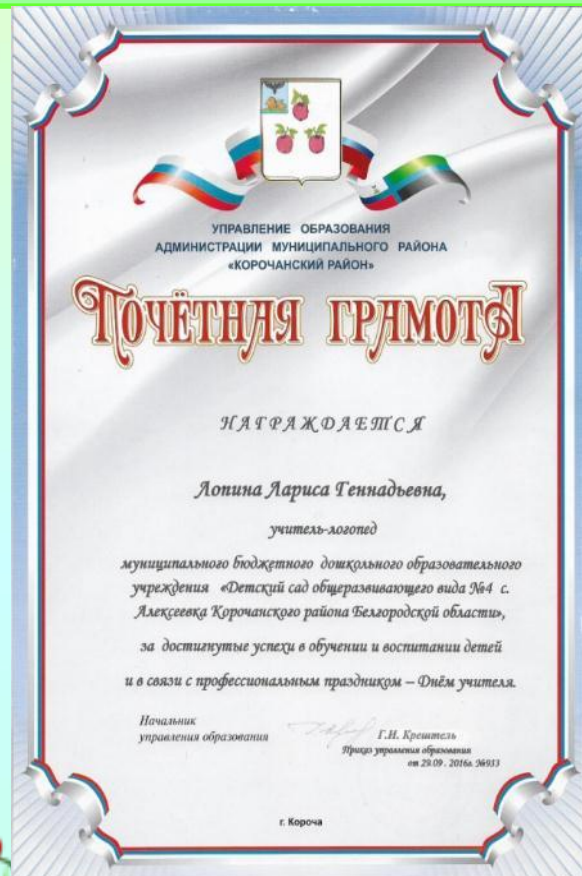 УПРАВЛЕНИЕ ОБРАЗОВАНИЯ
АДМИНИСТРАЦИИ МУНИЦИПАЛЬНОГО РАЙОНА
«КОРОЧАНСКИЙ РАЙОН»
ПОЧЁТНАЯ ГРАМОТА
НАГРАЖДАЕТСЯ
Лопина Лариса Геннадьевна,
учитель-логопед
муниципального бюджетного дошкольного образовательного
учреждения «Детский сад общеразвивающего вида №4 с.
Алексеевка Корочанского района Белгородской области»,
за достигнутые успехи в обучении и воспитании детей
и в связи с профессиональным праздником – Днём учителя.
Начальник
управления образования
Г.И. Крештель
Приказ управления образования
от 29.09. 2016г. №933
г. Короча